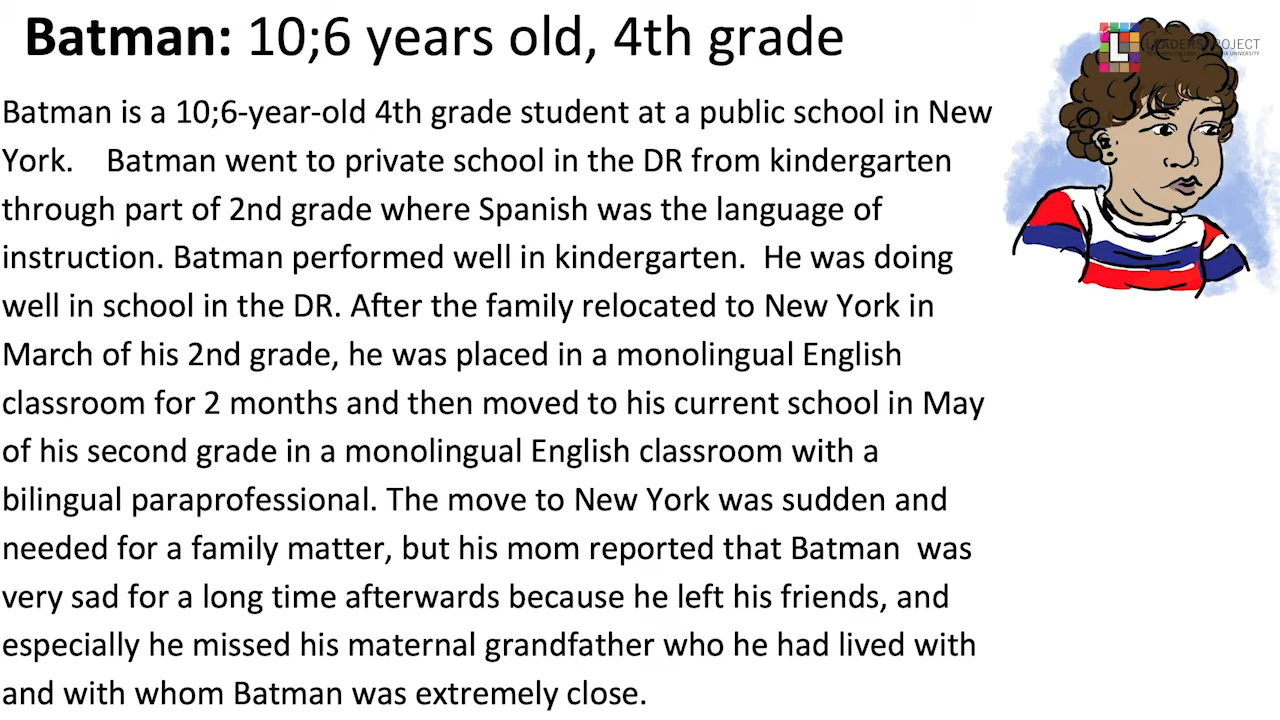 Batman: 10;6 years old, 4th grade
L LEADERSPROJECT
Batman is a 10;6-year-old 4th grade student at a public school in New
York. Batman went to private school in the DR from kindergarten
through part of 2nd grade where Spanish was the language of
instruction. Batman performed well in kindergarten. He was doing
well in school in the DR. After the family relocated to New York in
March of his 2nd grade, he was placed in a monolingual English
classroom for 2 months and then moved to his current school in May
of his second grade in a monolingual English classroom with a
bilingual paraprofessional. The move to New York was sudden and
needed for a family matter, but his mom reported that Batman was
very sad for a long time afterwards because he left his friends, and
especially he missed his maternal grandfather who he had lived with
and with whom Batman was extremely close.